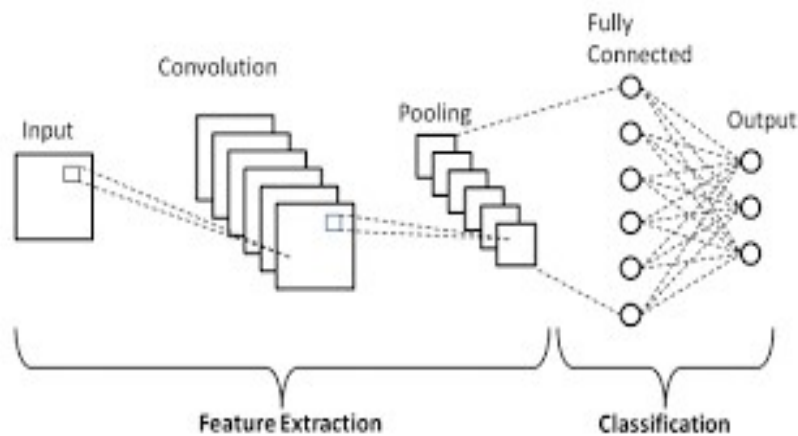 Fully
Connected
Convolution
Pooling
Input
Output
Feature Extraction
Classification